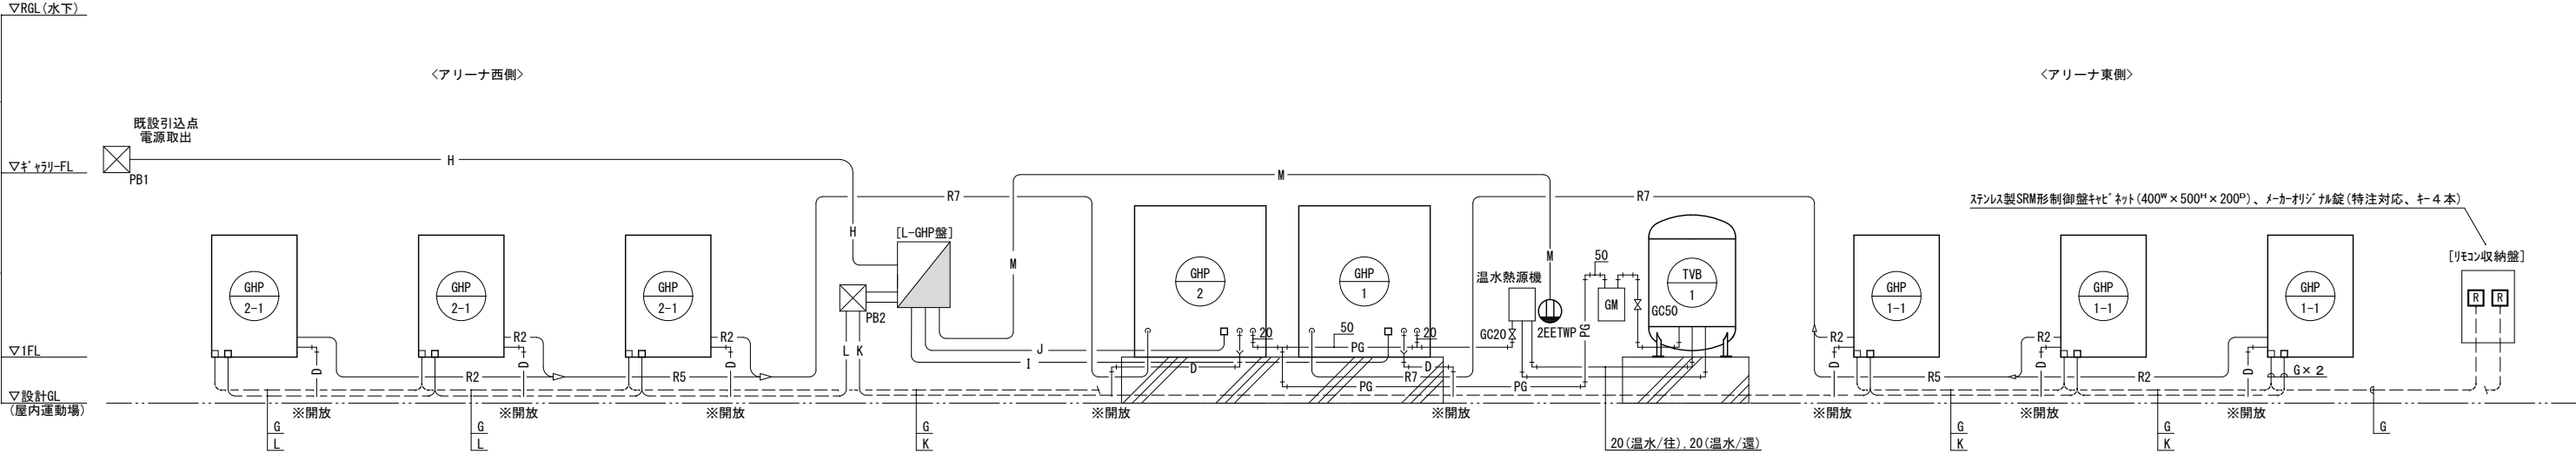 ▽RGL(水下)
<アリーナ西側>
<アリーナ東側>
既設引込点
電源取出
PB1
▽ｷﾞｬﾗﾘｰFL
H
M
R7
R7
ステンレス製SRM形制御盤ｷｬﾋﾞﾈｯﾄ(400ᵂ×500ᴴ×200ᴰ)、ﾒｰｶｰｵﾘｼﾞﾅﾙ錠(特注対応、ｷｰ4本)
H
[L-GHP盤]
M
M
[ﾘﾓｺﾝ収納盤]
GHP
2-1
GHP
2-1
GHP
2-1
PB2
GHP
2
GHP
1
温水熱源機
50
GM
GC50
TVB
1
GHP
1-1
GHP
1-1
GHP
1-1
R
R
GC20
2EETWP
PG
▽1FL
R2
R2
L
K
J
I
20
50
PG
20
R2
R2
D
R2
D
R5
D
D
R7
D
PG
PG
D
R5
D
R2
D
G×2
▽設計GL
(屋内運動場)
※開放
※開放
※開放
※開放
※開放
※開放
※開放
※開放
G
L
G
L
G
K
20(温水/往),20(温水/還)
G
K
G
K
G